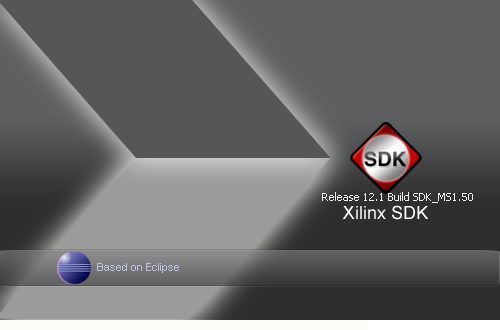 SDK
Release 12.1 Build SDK_MS1.50
Xilinx SDK
Based on Eclipse